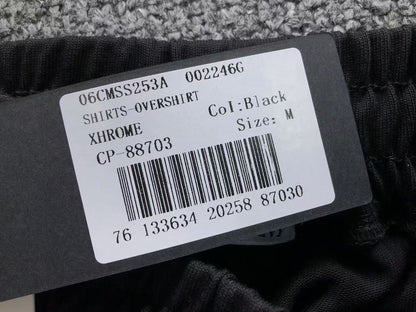 06CMSS253A 002246G
SHIRTS-OVERSHIRT
XHROME Col:Black
CP-88703 Size: M
76 133634 20258 87030